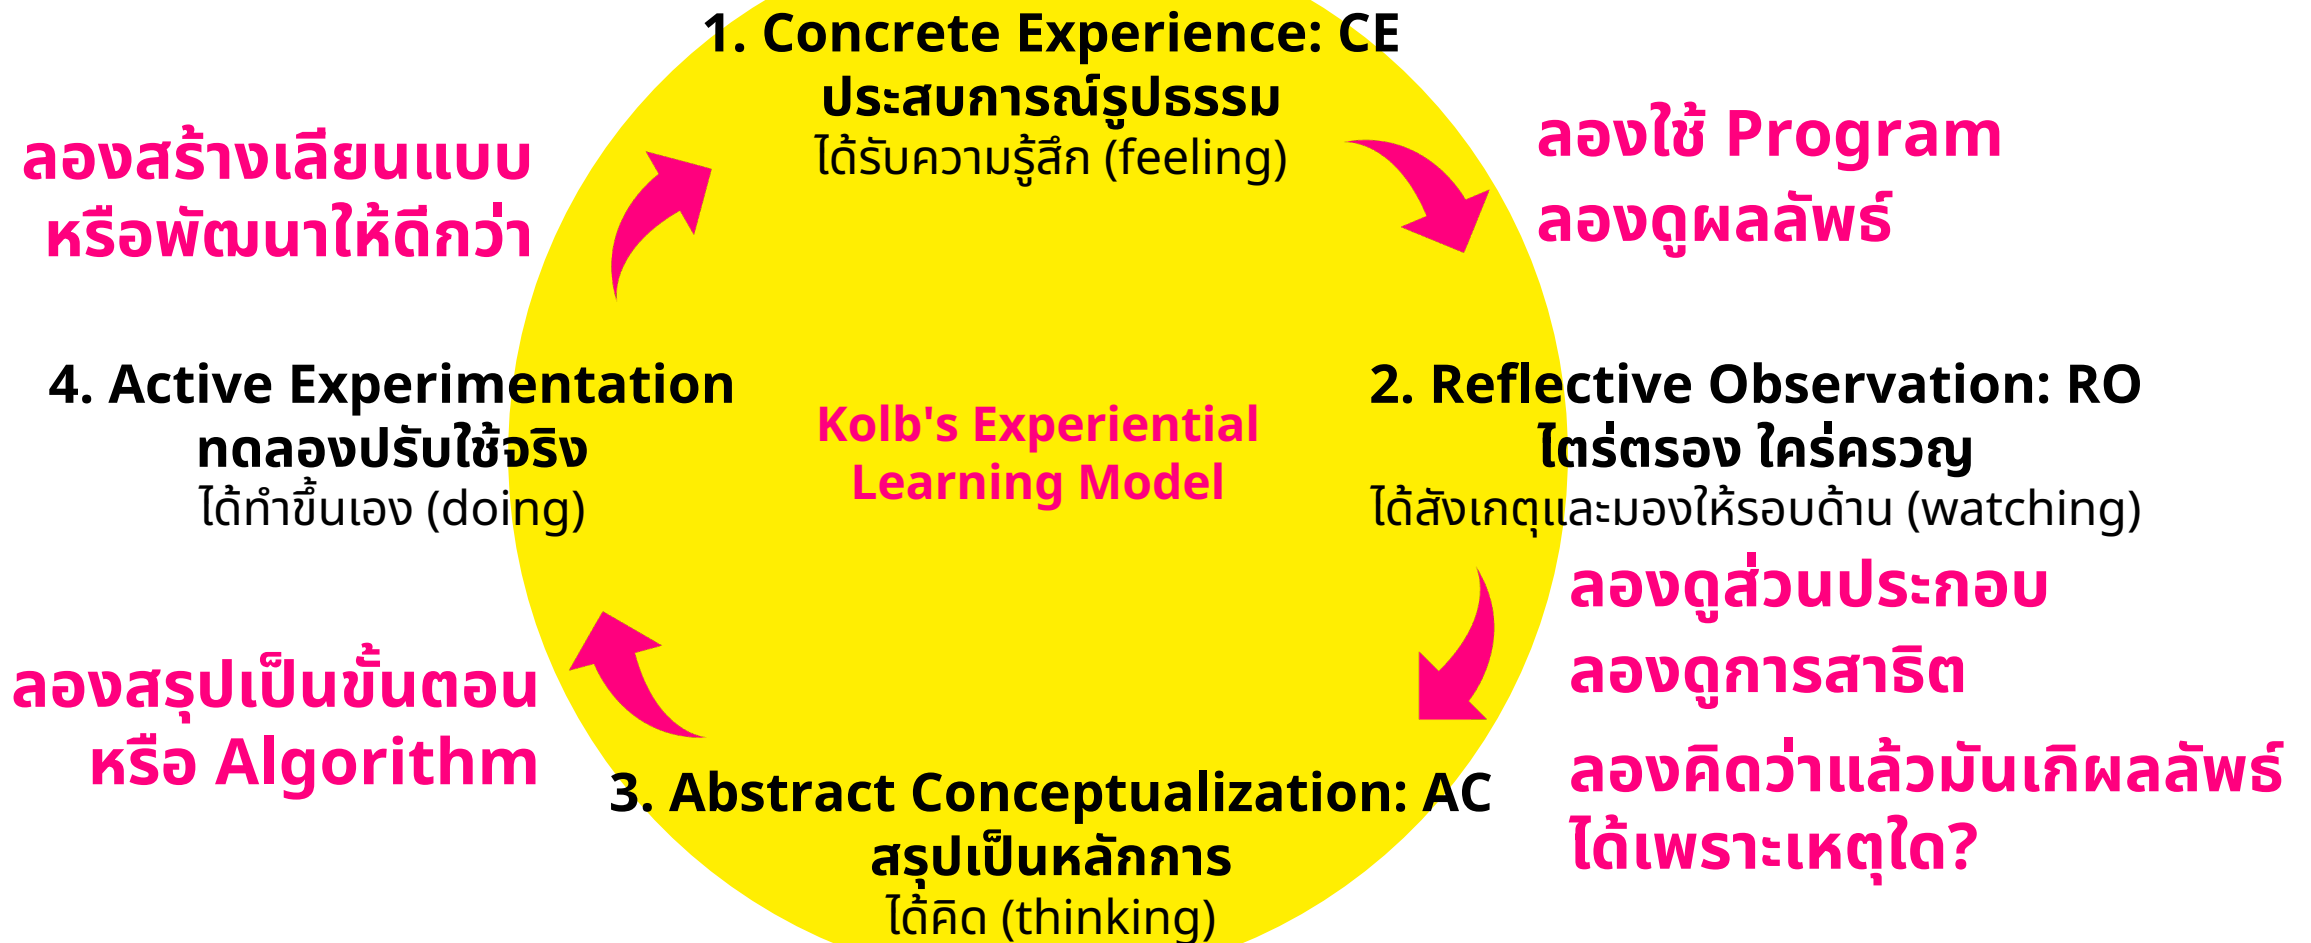 1. Concrete Experience: CE
ประสบการณ์รูปธรรม
ได้รับความรู้สึก (feeling)
ลองใช้ Program
ลองดูผลลัพธ์
2. Reflective Observation: RO
ไตร่ตรอง ใคร่ครวญ
ได้สังเกตุและมองให้รอบด้าน (watching)
ลองดูส่วนประกอบ
ลองดูการสาธิต
ลองคิดว่าแล้วมันเกิผลลัพธ์
ได้เพราะเหตุใด?
3. Abstract Conceptualization: AC
สรุปเป็นหลักการ
ได้คิด (thinking)
ลองสรุปเป็นขั้นตอน
หรือ Algorithm
4. Active Experimentation
ทดลองปรับใช้จริง
ได้ทำขึ้นเอง (doing)
ลองสร้างเลียนแบบ
หรือพัฒนาให้ดีกว่า
Kolb's Experiential
Learning Model